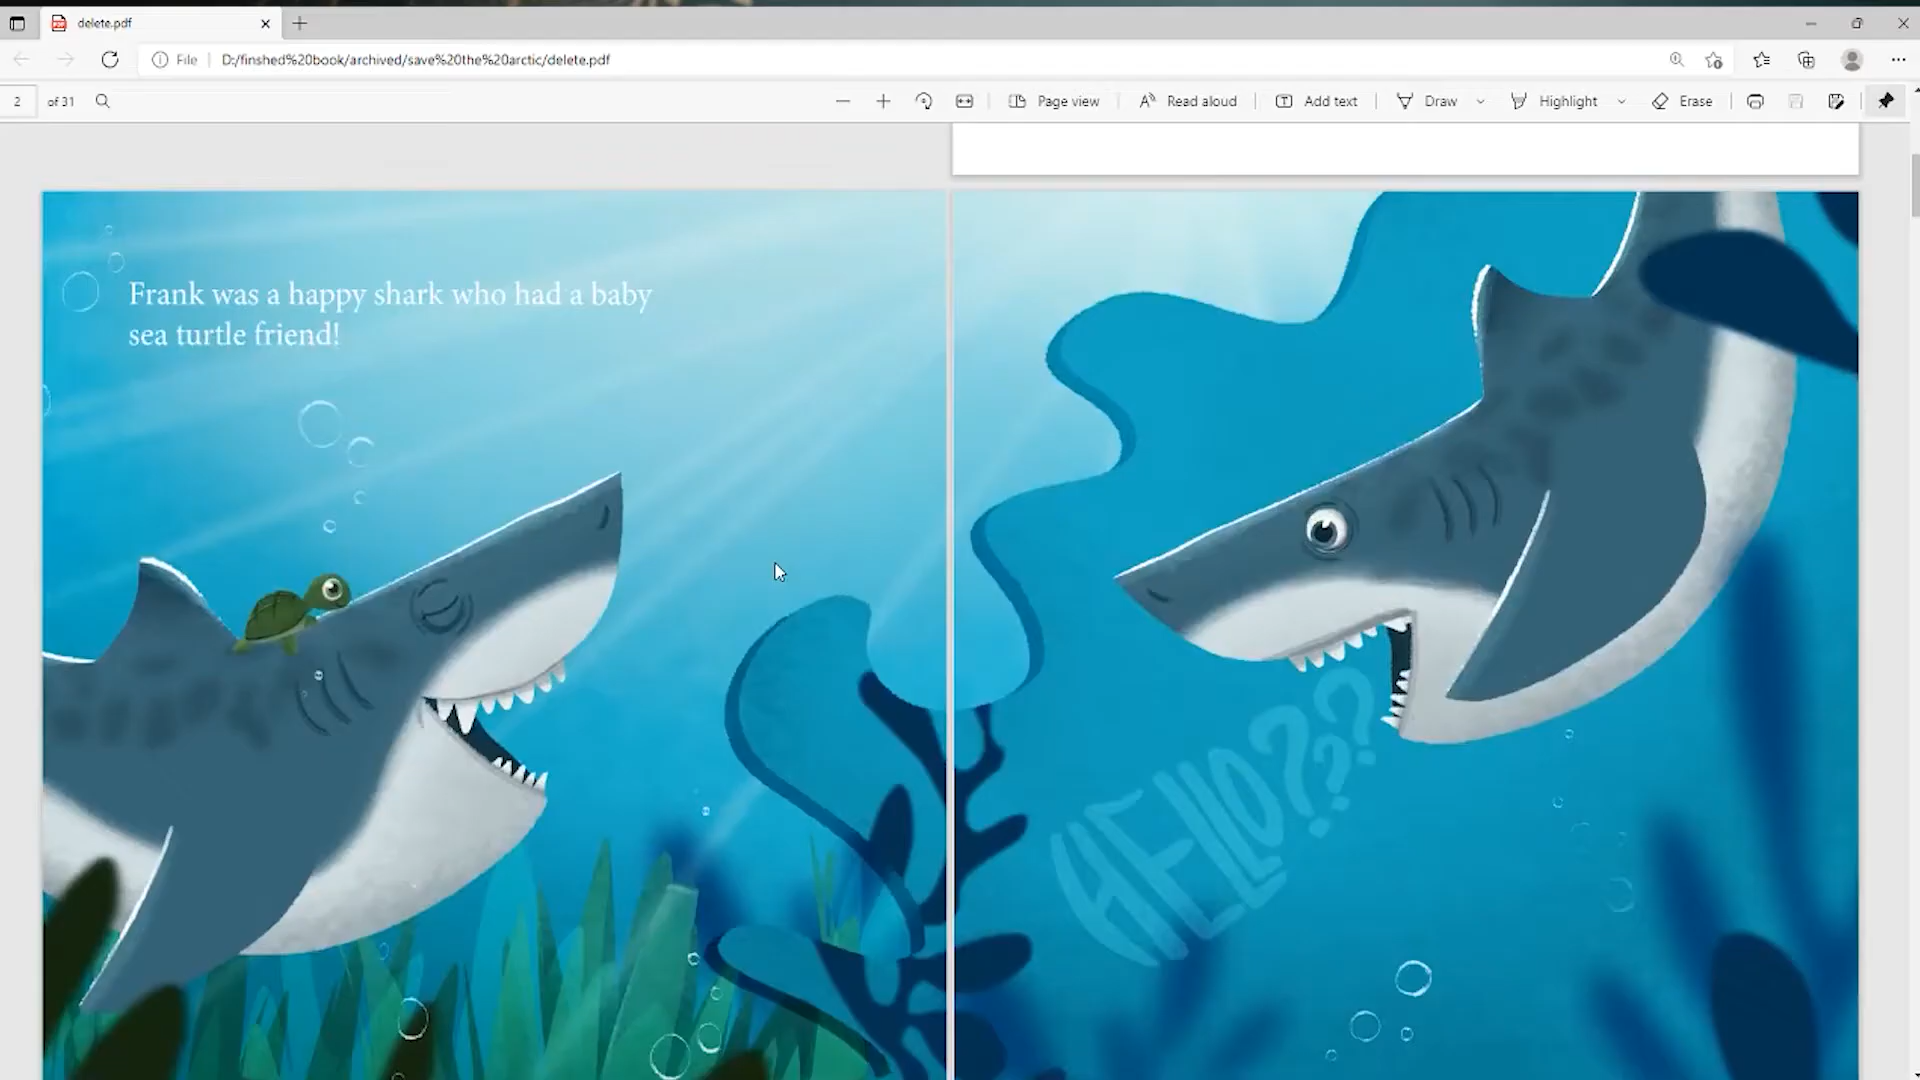 delete.pdf
File
D:/finshed%20book/archived/save%20the%20arctic/delete.pdf
2 of 31
Page view
Read aloud
Add text
Draw
Highlight
Erase
Frank was a happy shark who had a baby
sea turtle friend!
HELLO???